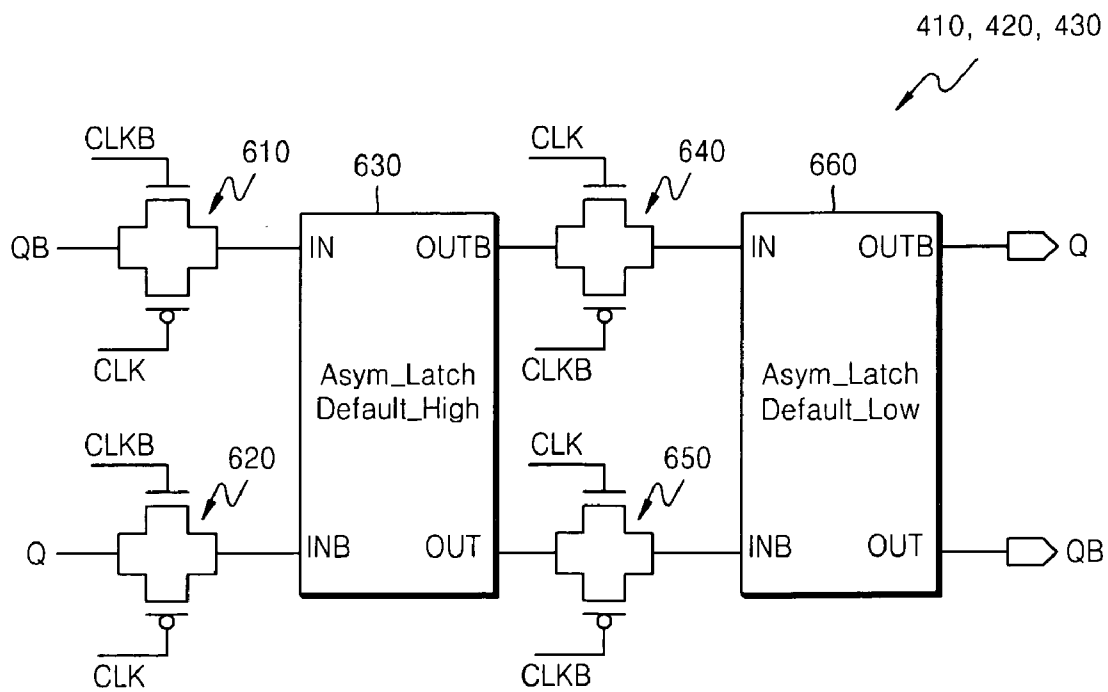 410, 420, 430
CLKB
610
630
CLK
640
660
QB
IN
OUTB
IN
OUTB
Q
CLK
CLKB
Asym_Latch
Default_High
Asym_Latch
Default_Low
CLKB
620
CLK
650
Q
INB
OUT
INB
OUT
QB
CLK
CLKB